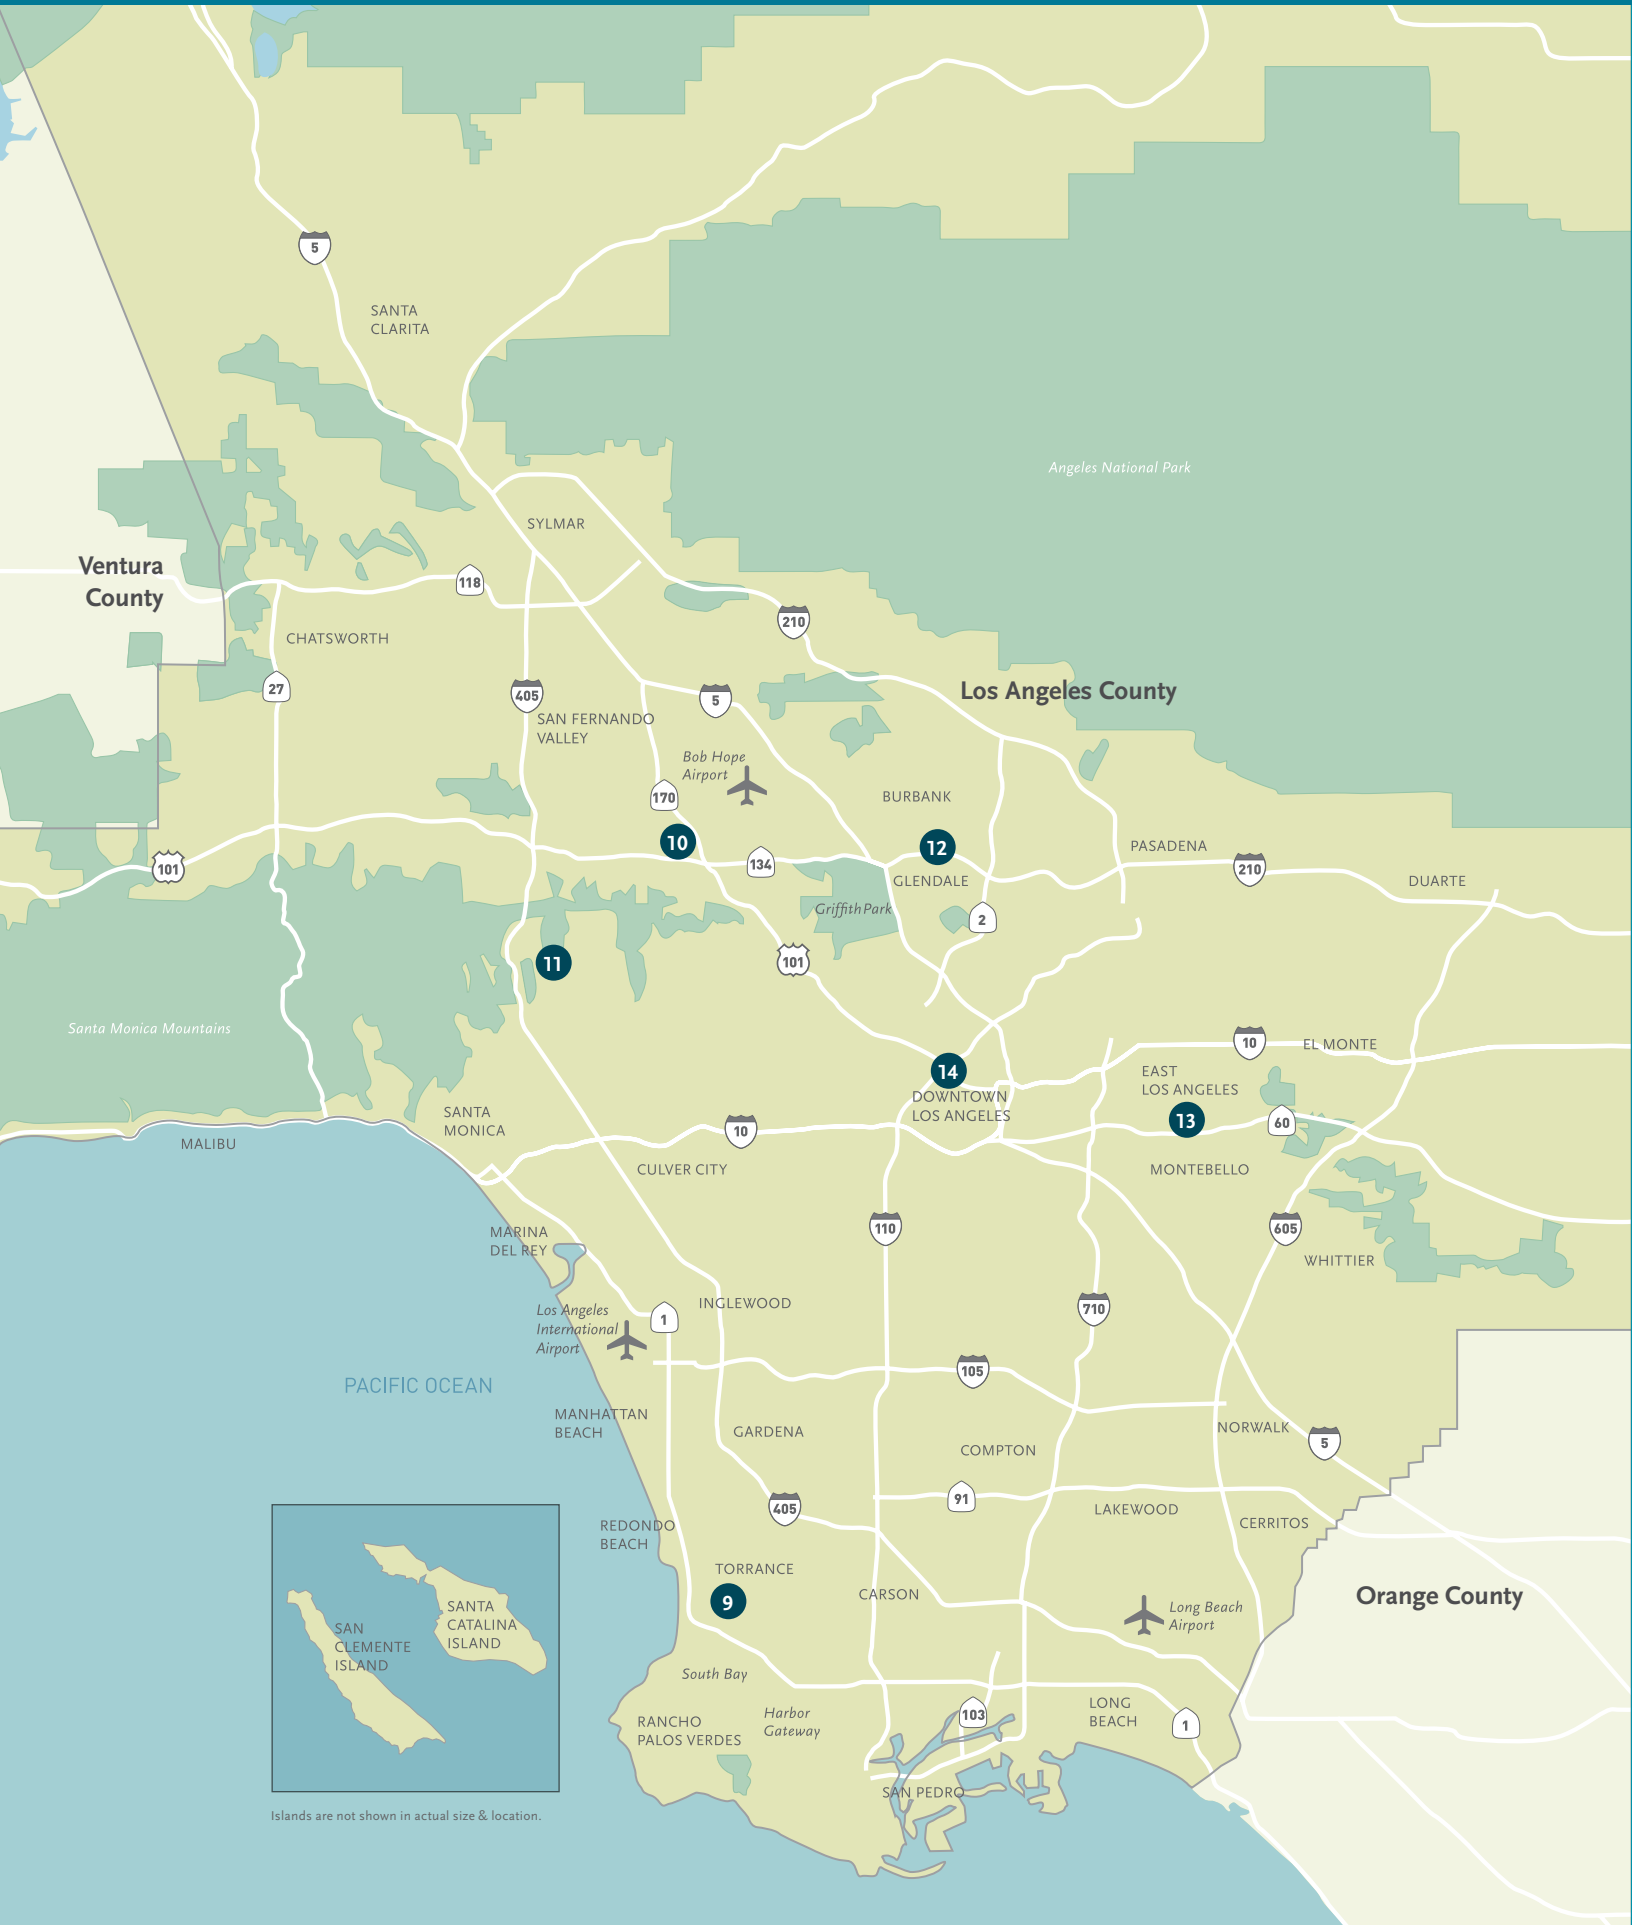 5
SANTA
CLARITA
Angeles National Park
SYLMAR
Ventura
County
118
CHATSWORTH
210
27
405
5
Los Angeles County
SAN FERNANDO
VALLEY
Bob Hope
Airport
170
BURBANK
10
12
134
PASADENA
101
210
GLENDALE
DUARTE
Griffith Park
2
11
101
Santa Monica Mountains
10
EL MONTE
14
EAST
LOS ANGELES
DOWNTOWN
LOS ANGELES
SANTA
MONICA
13
60
10
MALIBU
CULVER CITY
MONTEBELLO
110
605
MARINA
DEL REY
WHITTIER
Los Angeles
International
Airport
1
INGLEWOOD
710
105
PACIFIC OCEAN
MANHATTAN
BEACH
GARDENA
COMPTON
NORWALK
5
91
405
LAKEWOOD
CERRITOS
REDONDO
BEACH
TORRANCE
CARSON
Orange County
9
Long Beach
Airport
SAN
CLEMENTE
ISLAND
SANTA
CATALINA
ISLAND
South Bay
RANCHO
PALOS VERDES
Harbor
Gateway
103
LONG
BEACH
1
SAN PEDRO
Islands are not shown in actual size & location.